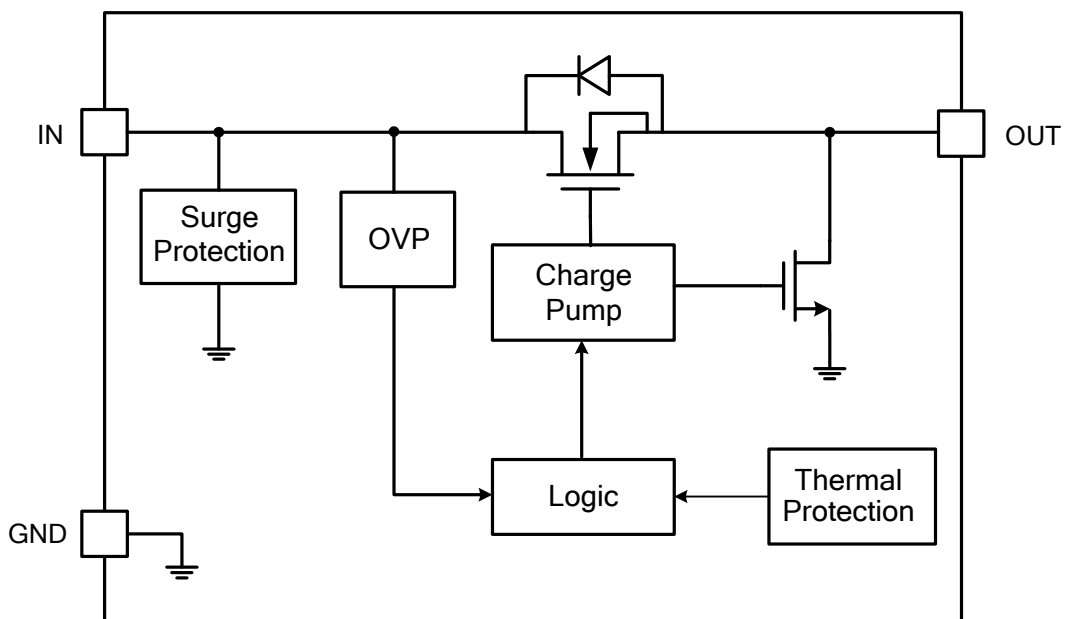 IN
OUT
Surge
Protection
OVP
Charge
Pump
Logic
Thermal
Protection
GND